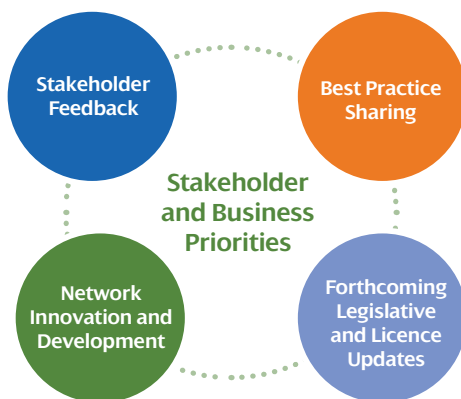 Stakeholder
Feedback
Best Practice
Sharing
Stakeholder
and Business
Priorities
Network
Innovation and
Development
Forthcoming
Legislative
and Licence
Updates